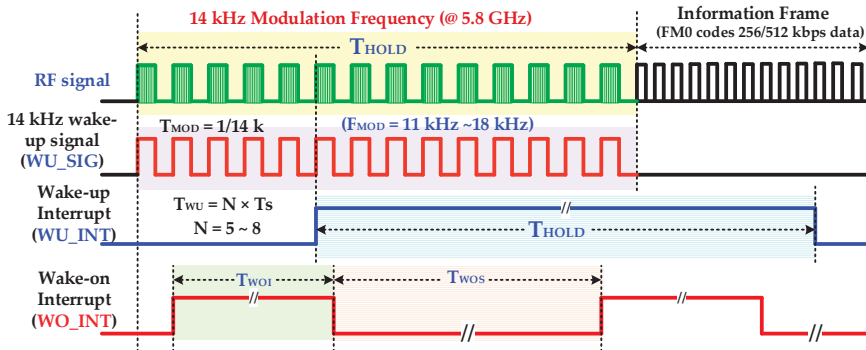 14 kHz Modulation Frequency (@ 5.8 GHz)
Information Frame
(FM0 codes 256/512 kbps data)
THOLD
RF signal
14 kHz wake-
up signal
(WU_SIG)
TMOD = 1/14 k
(FMOD = 11 kHz ~18 kHz)
Wake-up
Interrupt
(WU_INT)
TWU = N × Ts
N = 5 ~ 8
//
THOLD
Wake-on
Interrupt
(WO_INT)
TWOI
TWOS
//
//
//
//